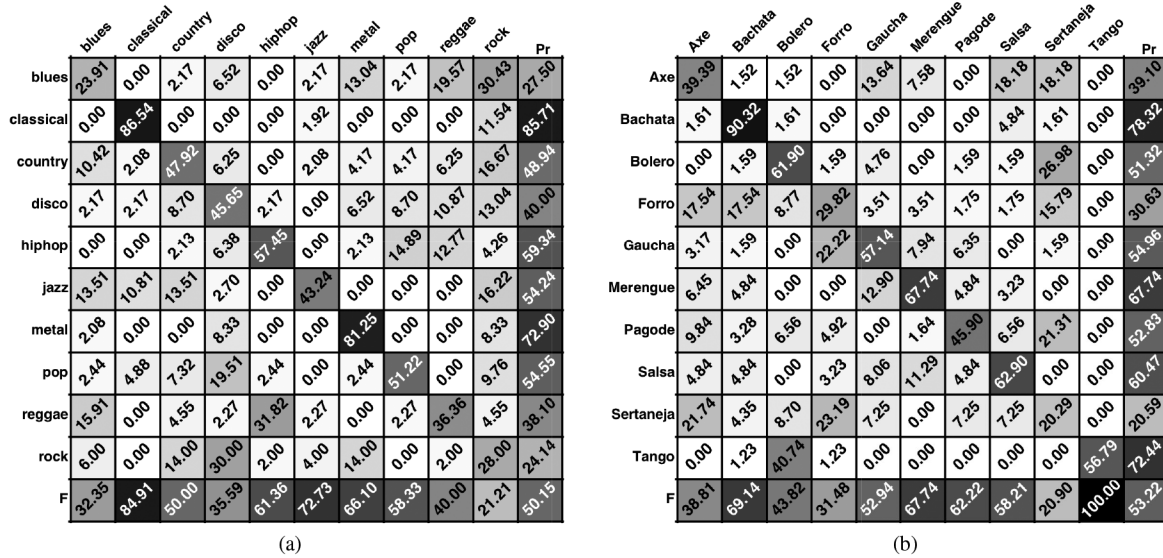 blues classical country disco hiphop jazz metal pop reggae rock Pr
blues 23.91 0.00 2.17 6.52 0.00 2.17 13.04 2.17 19.57 30.43 27.50
classical 0.00 86.54 0.00 0.00 0.00 1.92 0.00 0.00 0.00 11.54 85.71
country 10.42 2.08 47.92 6.25 0.00 2.08 4.17 4.17 6.25 16.67 48.94
disco 2.17 2.17 8.70 45.65 2.17 0.00 6.52 8.70 10.87 13.04 40.00
hiphop 0.00 0.00 2.13 6.38 57.45 0.00 2.13 14.89 12.77 4.26 59.34
jazz 13.51 10.81 13.51 2.70 0.00 43.24 0.00 0.00 0.00 16.22 54.24
metal 2.08 0.00 0.00 8.33 0.00 0.00 81.25 0.00 0.00 8.33 72.90
pop 2.44 4.88 7.32 19.51 2.44 0.00 2.44 51.22 0.00 9.76 54.55
reggae 15.91 0.00 4.55 2.27 31.82 2.27 0.00 2.27 36.36 4.55 38.10
rock 6.00 0.00 14.00 30.00 2.00 4.00 14.00 0.00 2.00 28.00 24.14
F 32.35 84.91 50.00 35.59 61.36 72.73 66.10 58.33 40.00 21.21 50.15
(a)
Axe Bachata Bolero Forro Gaucha Merengue Pagode Salsa Sertaneja Tango Pr
Axe 39.39 1.52 1.52 0.00 13.64 7.58 0.00 18.18 18.18 0.00 39.10
Bachata 1.61 90.32 1.61 0.00 0.00 0.00 0.00 4.84 1.61 0.00 78.32
Bolero 0.00 1.59 61.90 1.59 4.76 0.00 1.59 1.59 26.98 0.00 51.32
Forro 17.54 17.54 8.77 29.82 3.51 3.51 1.75 1.75 15.79 0.00 30.63
Gaucha 3.17 1.59 0.00 22.22 57.14 7.94 6.35 0.00 1.59 0.00 54.96
Merengue 6.45 4.84 0.00 0.00 12.90 67.74 4.84 3.23 0.00 0.00 67.74
Pagode 9.84 3.28 6.56 4.92 0.00 1.64 45.90 6.56 21.31 0.00 52.83
Salsa 4.84 4.84 0.00 3.23 8.06 11.29 4.84 62.90 0.00 0.00 60.47
Sertaneja 21.74 4.35 8.70 23.19 7.25 0.00 7.25 7.25 20.29 0.00 20.59
Tango 0.00 1.23 40.74 1.23 0.00 0.00 0.00 0.00 0.00 56.79 72.44
F 38.81 69.14 43.82 31.48 52.94 67.74 62.22 58.21 20.90 100.00 53.22
(b)